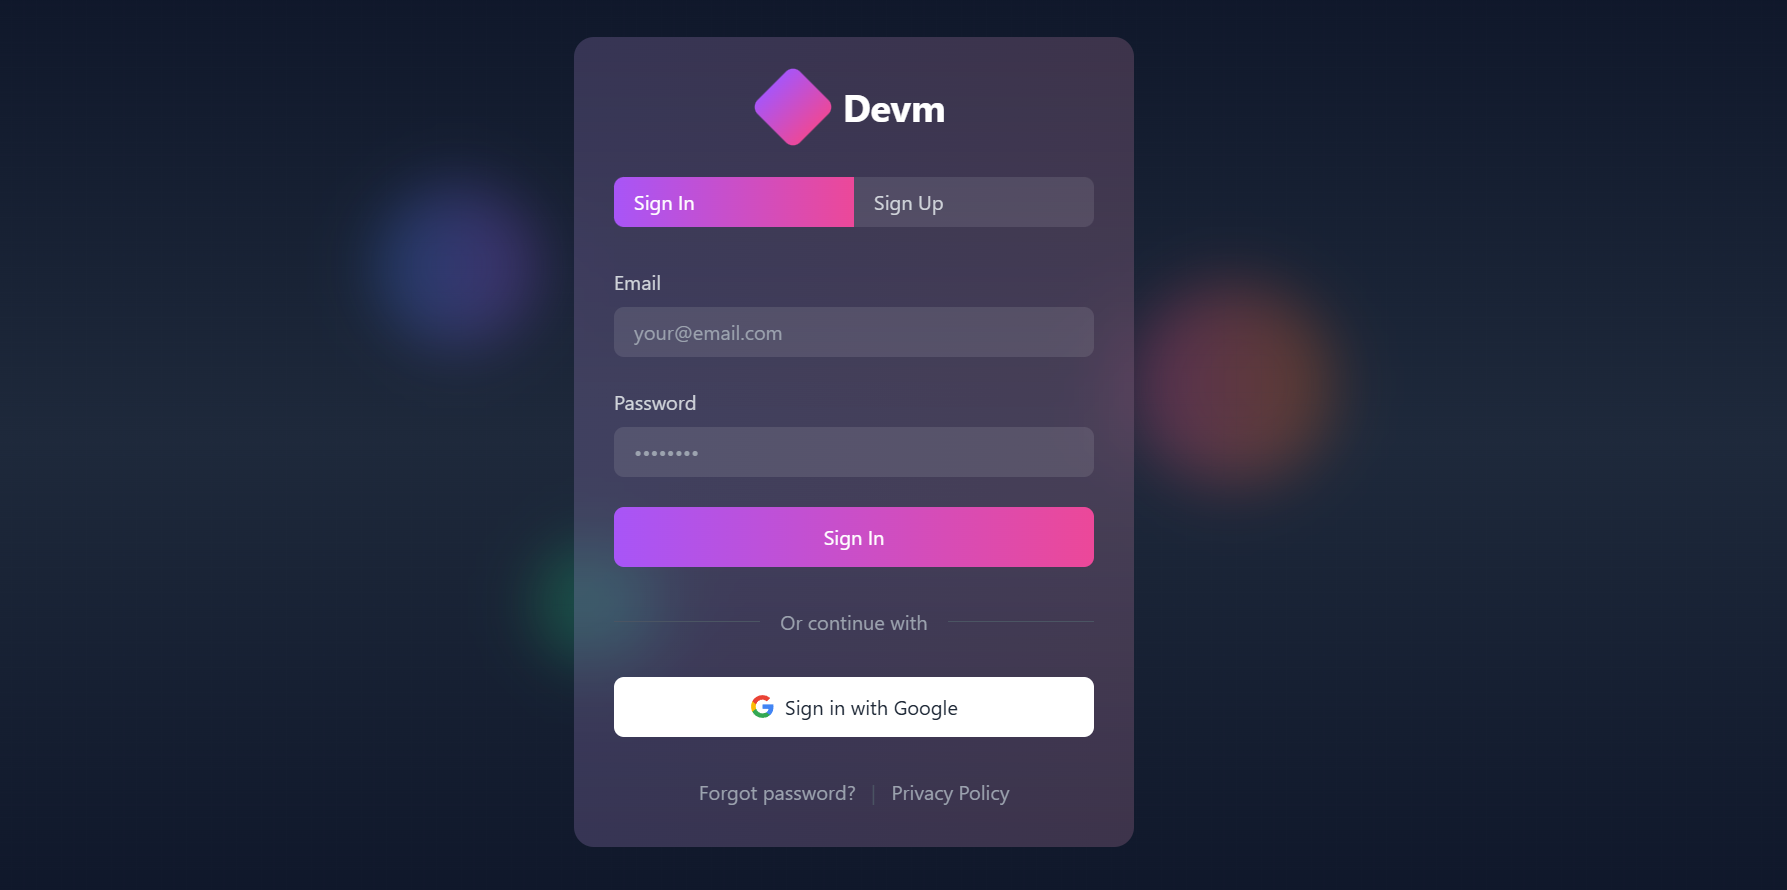 Devm
Sign In
Sign Up
Email
your@email.com
Password
••••••••
Sign In
Or continue with
Sign in with Google
Forgot password? | Privacy Policy